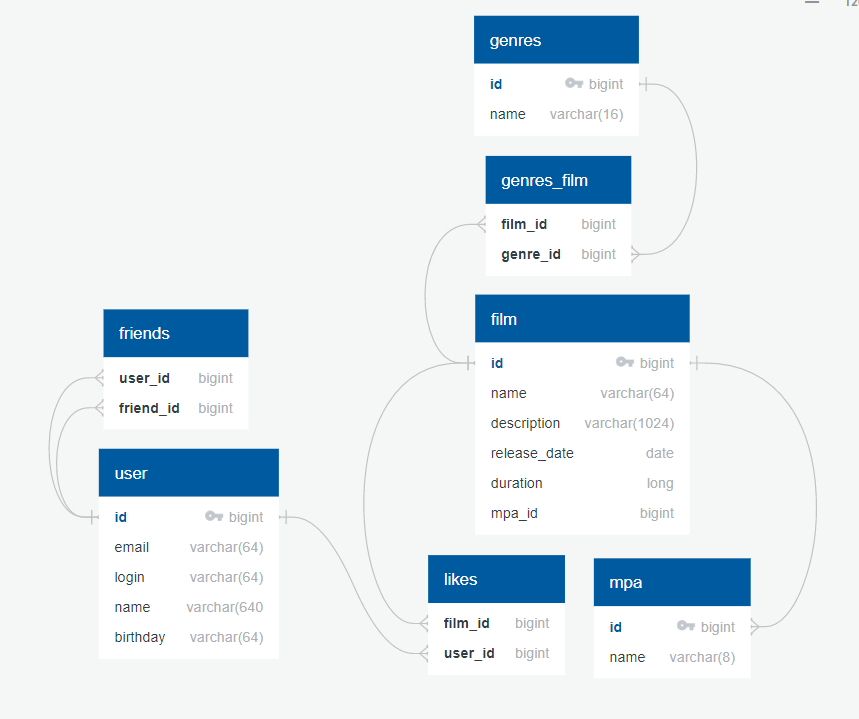 genres
id bigint
name varchar(16)
genres_film
film_id bigint
genre_id bigint
film
id bigint
name varchar(64)
description varchar(1024)
release_date date
duration long
mpa_id bigint
friends
user_id bigint
friend_id bigint
user
id bigint
email varchar(64)
login varchar(64)
name varchar(640
birthday varchar(64)
likes
film_id bigint
user_id bigint
mpa
id bigint
name varchar(8)